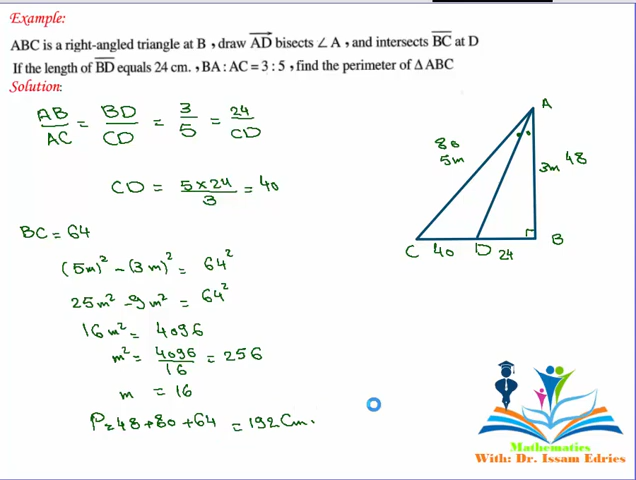 Example:
ABC is a right-angled triangle at B , draw AD bisects ∠ A , and intersects BC at D
If the length of BD equals 24 cm. , BA : AC = 3 : 5 , find the perimeter of Δ ABC
Solution:
AB/AC = BD/CD = 3/5 = 24/CD
CD = 5×24/3 = 40
BC = 64
(5m)² - (3m)² = 64²
25m² - 9m² = 64²
16m² = 4096
m² = 4096/16 = 256
m = 16
P = 48 + 80 + 64 = 192 Cm.
A
80
5m
3m 48
C 40 D 24 B
Mathematics
With: Dr. Issam Edries